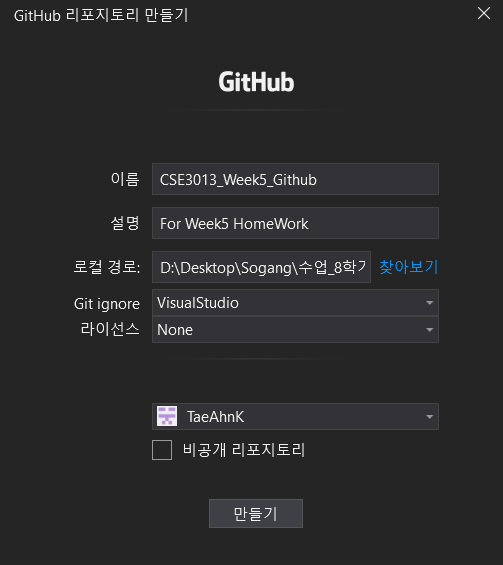 GitHub 리포지토리 만들기
GitHub
이름 CSE3013_Week5_Github
설명 For Week5 HomeWork
로컬 경로: D:\Desktop\Sogang\수업_8학기 찾아보기
Git ignore VisualStudio
라이선스 None
TaeAhnK
비공개 리포지토리
만들기